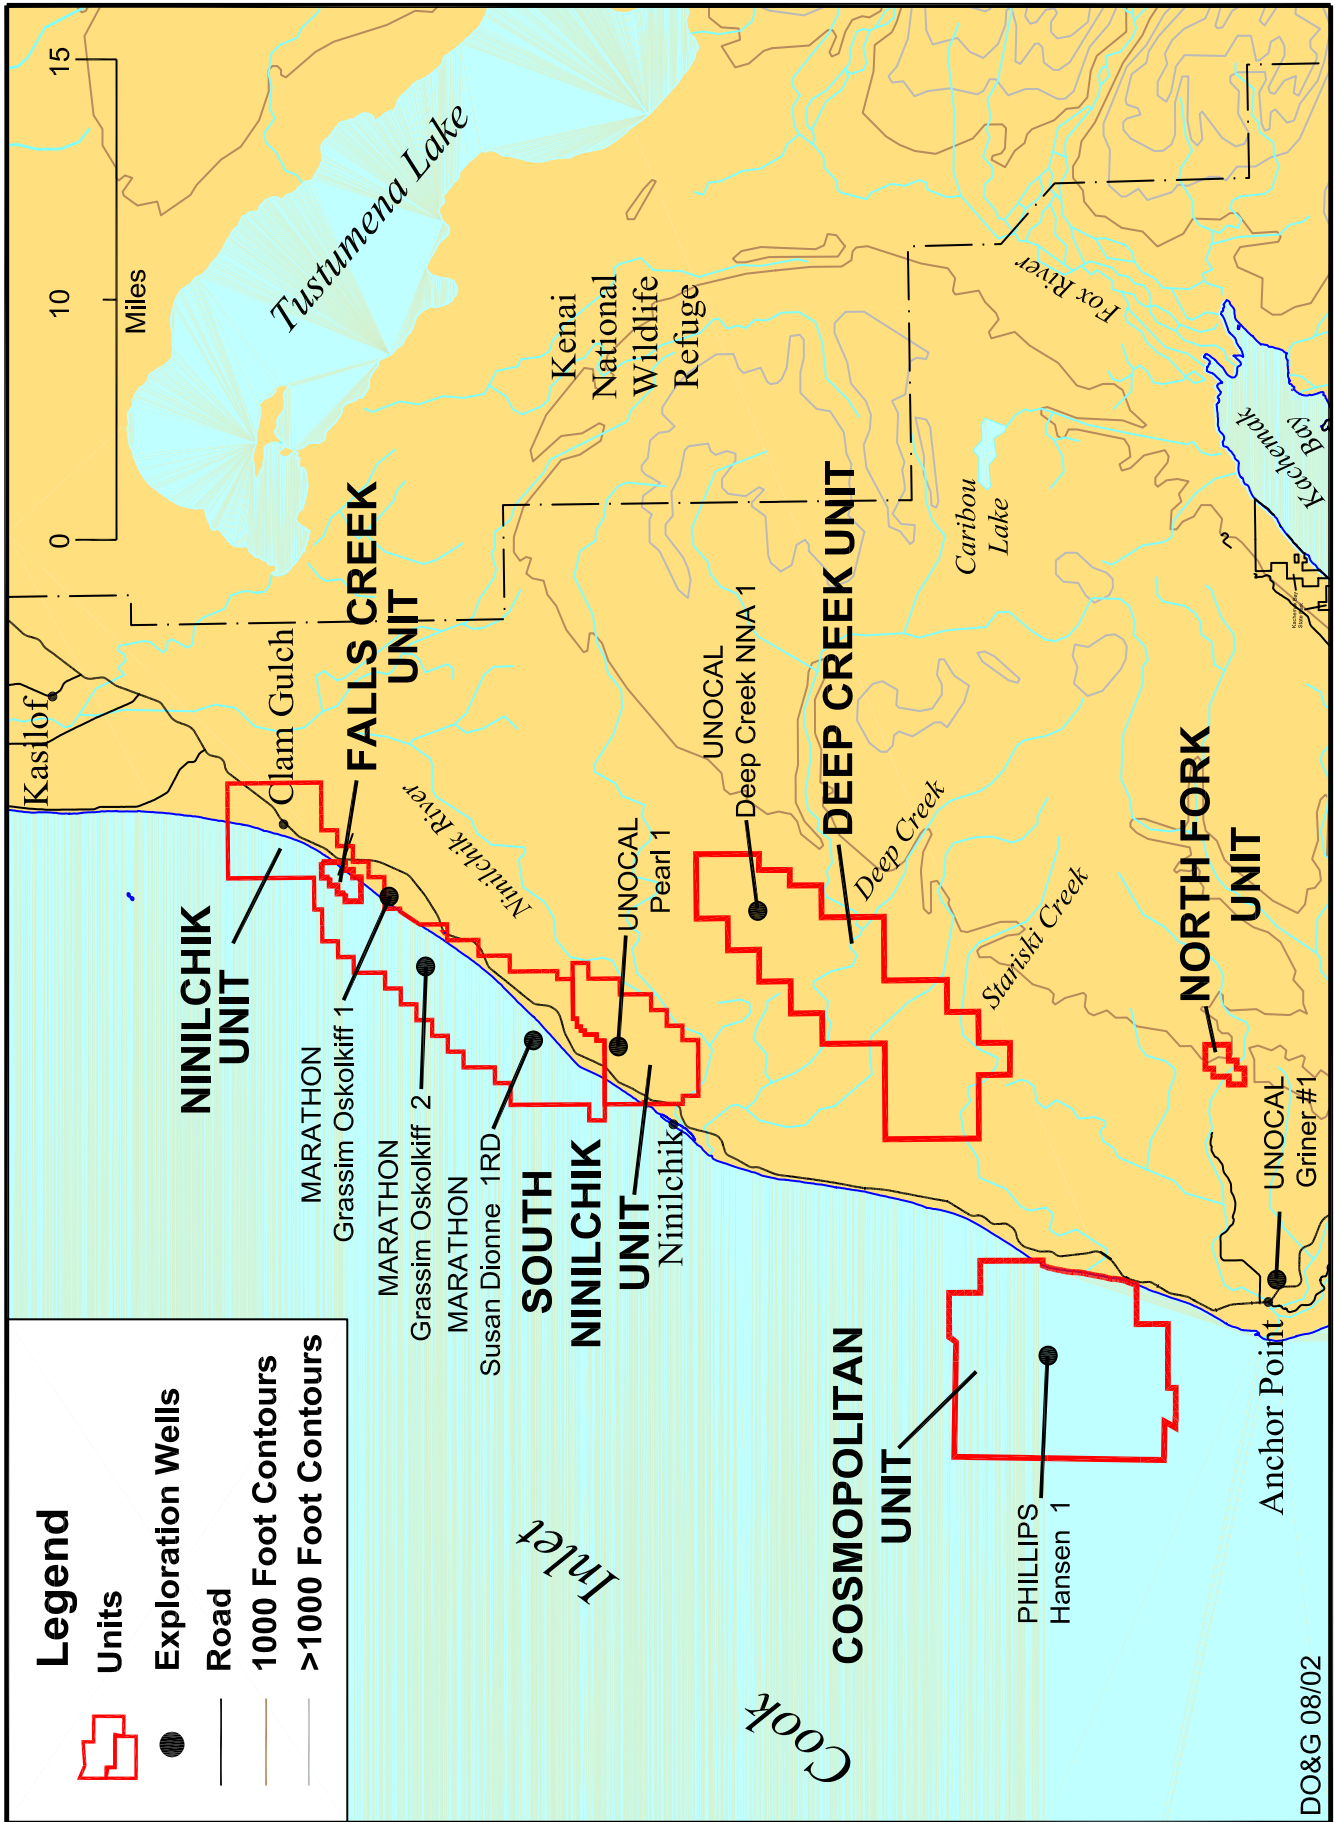 Legend
Units
Exploration Wells
Road
1000 Foot Contours
>1000 Foot Contours
0
10
15
Miles
Kasilof
Clam Gulch
Tustumena Lake
NINILCHIK
UNIT
FALLS CREEK
UNIT
MARATHON
Grassim Oskolkiff 1
MARATHON
Grassim Oskolkiff 2
MARATHON
Susan Dionne 1RD
Ninilchik River
SOUTH
NINILCHIK
UNIT
Ninilchik
UNOCAL
Pearl 1
Kenai
National
Wildlife
Refuge
UNOCAL
Deep Creek NNA 1
DEEP CREEK UNIT
Deep Creek
Stariski Creek
Caribou
Lake
Fox River
Kachemak
Bay
Cook
Inlet
COSMOPOLITAN
UNIT
PHILLIPS
Hansen 1
NORTH FORK
UNIT
UNOCAL
Griner #1
Anchor Point
DO&G 08/02